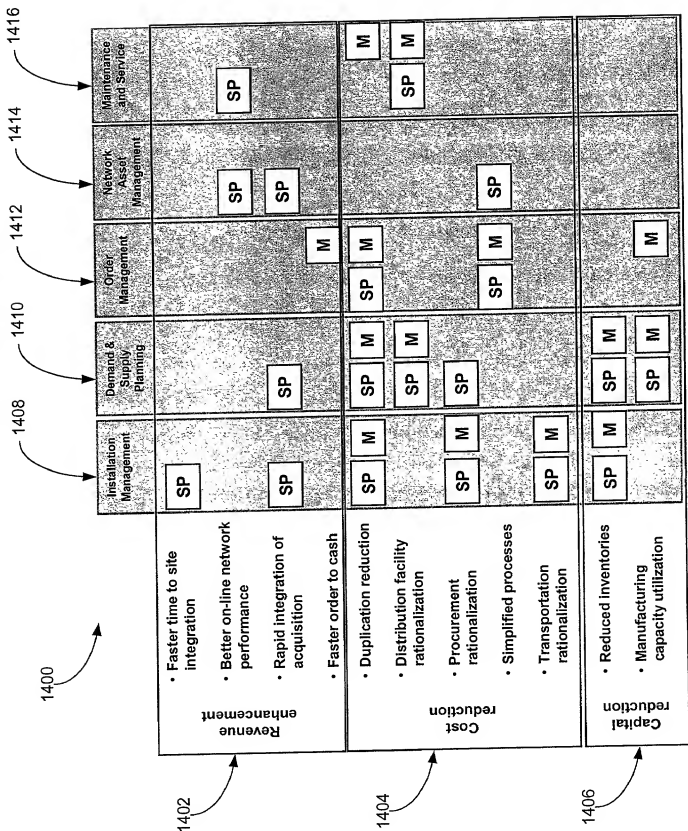 1400
1408
1410
1412
1414
1416
Installation
Management
Demand &
Supply
Planning
Order
Management
Network
Asset
Management
Maintenance
and Service
1402
Revenue
enhancement
• Faster time to site
integration
SP
• Better on-line network
performance
SP
SP
• Rapid integration of
acquisition
SP
SP
SP
• Faster order to cash
M
1404
Cost
reduction
• Duplication reduction
SP
M
SP
M
SP
M
M
• Distribution facility
rationalization
SP
M
SP
M
• Procurement
rationalization
SP
M
SP
• Simplified processes
SP
M
SP
• Transportation
rationalization
SP
M
1406
Capital
reduction
• Reduced Inventories
SP
M
SP
M
• Manufacturing
capacity utilization
SP
M
M